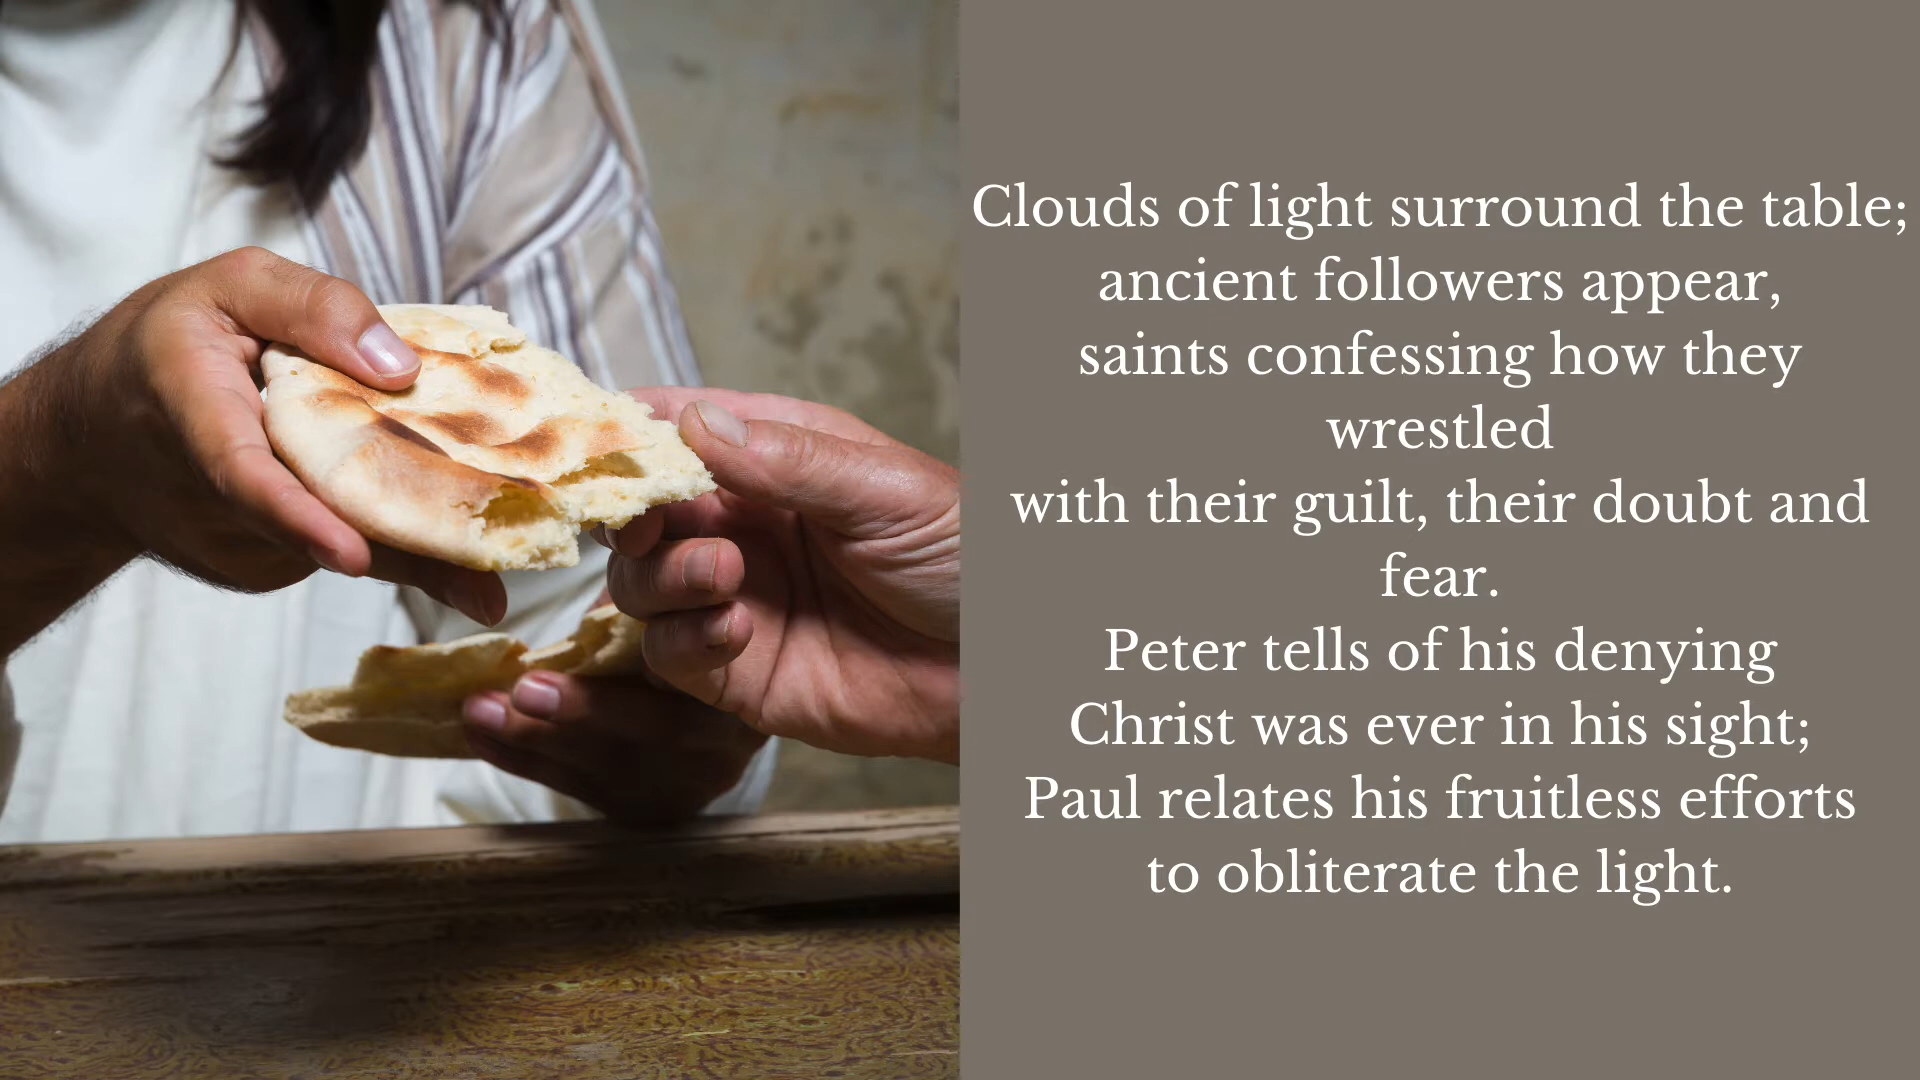 Clouds of light surround the table;
ancient followers appear,
saints confessing how they
wrestled
with their guilt, their doubt and
fear.
Peter tells of his denying
Christ was ever in his sight;
Paul relates his fruitless efforts
to obliterate the light.